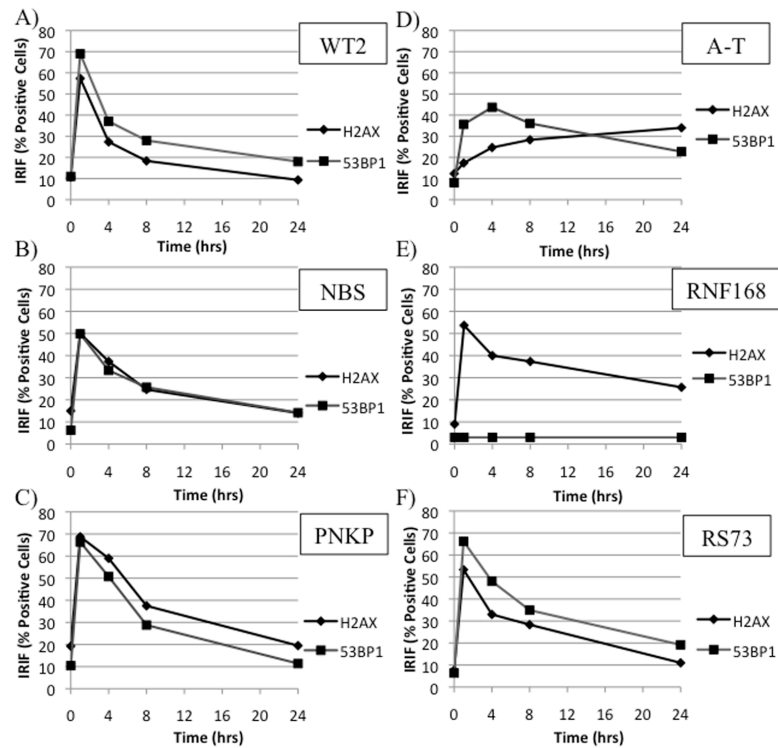 A)
WT2
IRIF (% Positive Cells)
80
70
60
50
40
30
20
10
0
0 4 8 12 16 20 24
Time (hrs)
H2AX
53BP1
D)
A-T
IRIF (% Positive Cells)
80
70
60
50
40
30
20
10
0
0 4 8 12 16 20 24
Time (hrs)
H2AX
53BP1
B)
NBS
IRIF (% Positive Cells)
80
70
60
50
40
30
20
10
0
0 4 8 12 16 20 24
Time (hrs)
H2AX
53BP1
E)
RNF168
IRIF (% Positive Cells)
80
70
60
50
40
30
20
10
0
0 4 8 12 16 20 24
Time (hrs)
H2AX
53BP1
C)
PNKP
IRIF (% Positive Cells)
80
70
60
50
40
30
20
10
0
0 4 8 12 16 20 24
Time (hrs)
H2AX
53BP1
F)
RS73
IRIF (% Positive Cells)
80
70
60
50
40
30
20
10
0
0 4 8 12 16 20 24
Time (hrs)
H2AX
53BP1